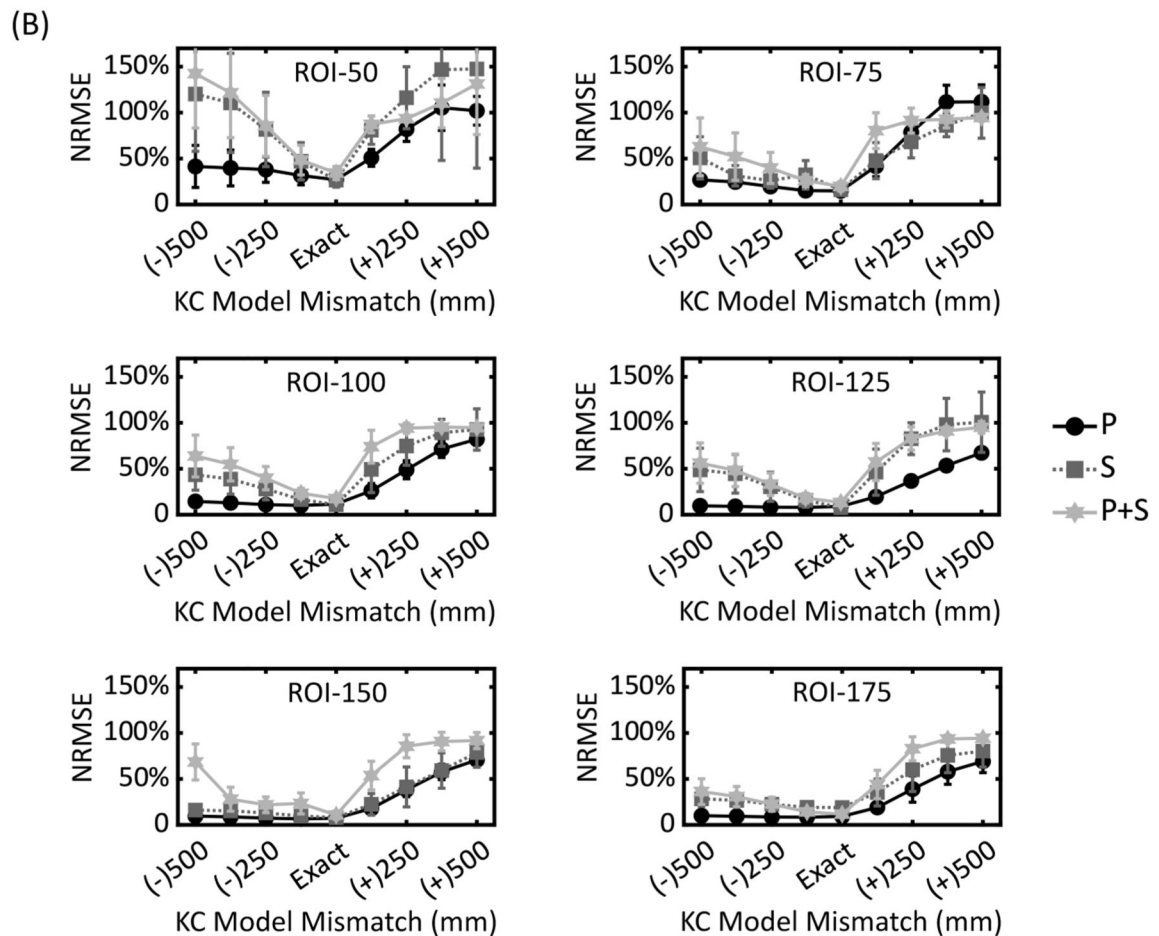 (B)
ROI-50
NRMSE
150%
100%
50%
0
(-)500
(-)250
Exact
(+)250
(+)500
KC Model Mismatch (mm)
ROI-75
NRMSE
150%
100%
50%
0
(-)500
(-)250
Exact
(+)250
(+)500
KC Model Mismatch (mm)
ROI-100
NRMSE
150%
100%
50%
0
(-)500
(-)250
Exact
(+)250
(+)500
KC Model Mismatch (mm)
ROI-125
NRMSE
150%
100%
50%
0
(-)500
(-)250
Exact
(+)250
(+)500
KC Model Mismatch (mm)
P
S
P+S
ROI-150
NRMSE
150%
100%
50%
0
(-)500
(-)250
Exact
(+)250
(+)500
KC Model Mismatch (mm)
ROI-175
NRMSE
150%
100%
50%
0
(-)500
(-)250
Exact
(+)250
(+)500
KC Model Mismatch (mm)